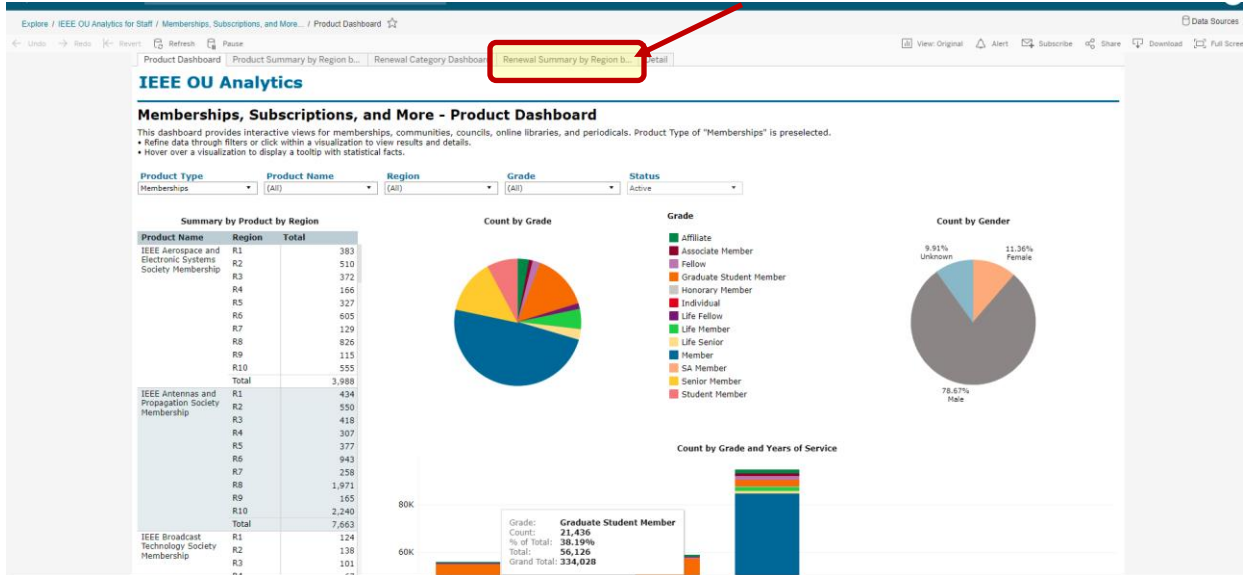 Explore / IEEE OU Analytics for Staff / Memberships, Subscriptions, and More... / Product Dashboard
Data Sources
Undo Redo Revert Refresh Pause
View: Original Alert Subscribe Share Download Full Scree
Product Dashboard Product Summary by Region b... Renewal Category Dashboar Renewal Summary by Region b... Detail
IEEE OU Analytics
Memberships, Subscriptions, and More - Product Dashboard
This dashboard provides interactive views for memberships, communities, councils, online libraries, and periodicals. Product Type of "Memberships" is preselected.
• Refine data through filters or click within a visualization to view results and details.
• Hover over a visualization to display a tooltip with statistical facts.
Product Type Product Name Region Grade Status
Memberships (All) (All) (All) Active
Summary by Product by Region
Product Name Region Total
IEEE Aerospace and R1 383
Electronic Systems R2 510
Society Membership R3 372
R4 166
R5 327
R6 605
R7 129
R8 826
R9 115
R10 555
Total 3,988
IEEE Antennas and R1 434
Propagation Society R2 550
Membership R3 418
R4 307
R5 377
R6 943
R7 258
R8 1,971
R9 165
R10 2,240
Total 7,663
IEEE Broadcast R1 124
Technology Society R2 138
Membership R3 101
Count by Grade
Grade
Affiliate
Associate Member
Fellow
Graduate Student Member
Honorary Member
Individual
Life Fellow
Life Member
Life Senior
Member
SA Member
Senior Member
Student Member
Count by Gender
9.91%
Unknown
11.36%
Female
78.67%
Male
Count by Grade and Years of Service
80K
60K
Grade: Graduate Student Member
Count: 21,436
% of Total: 38.19%
Total: 56,126
Grand Total: 334,028